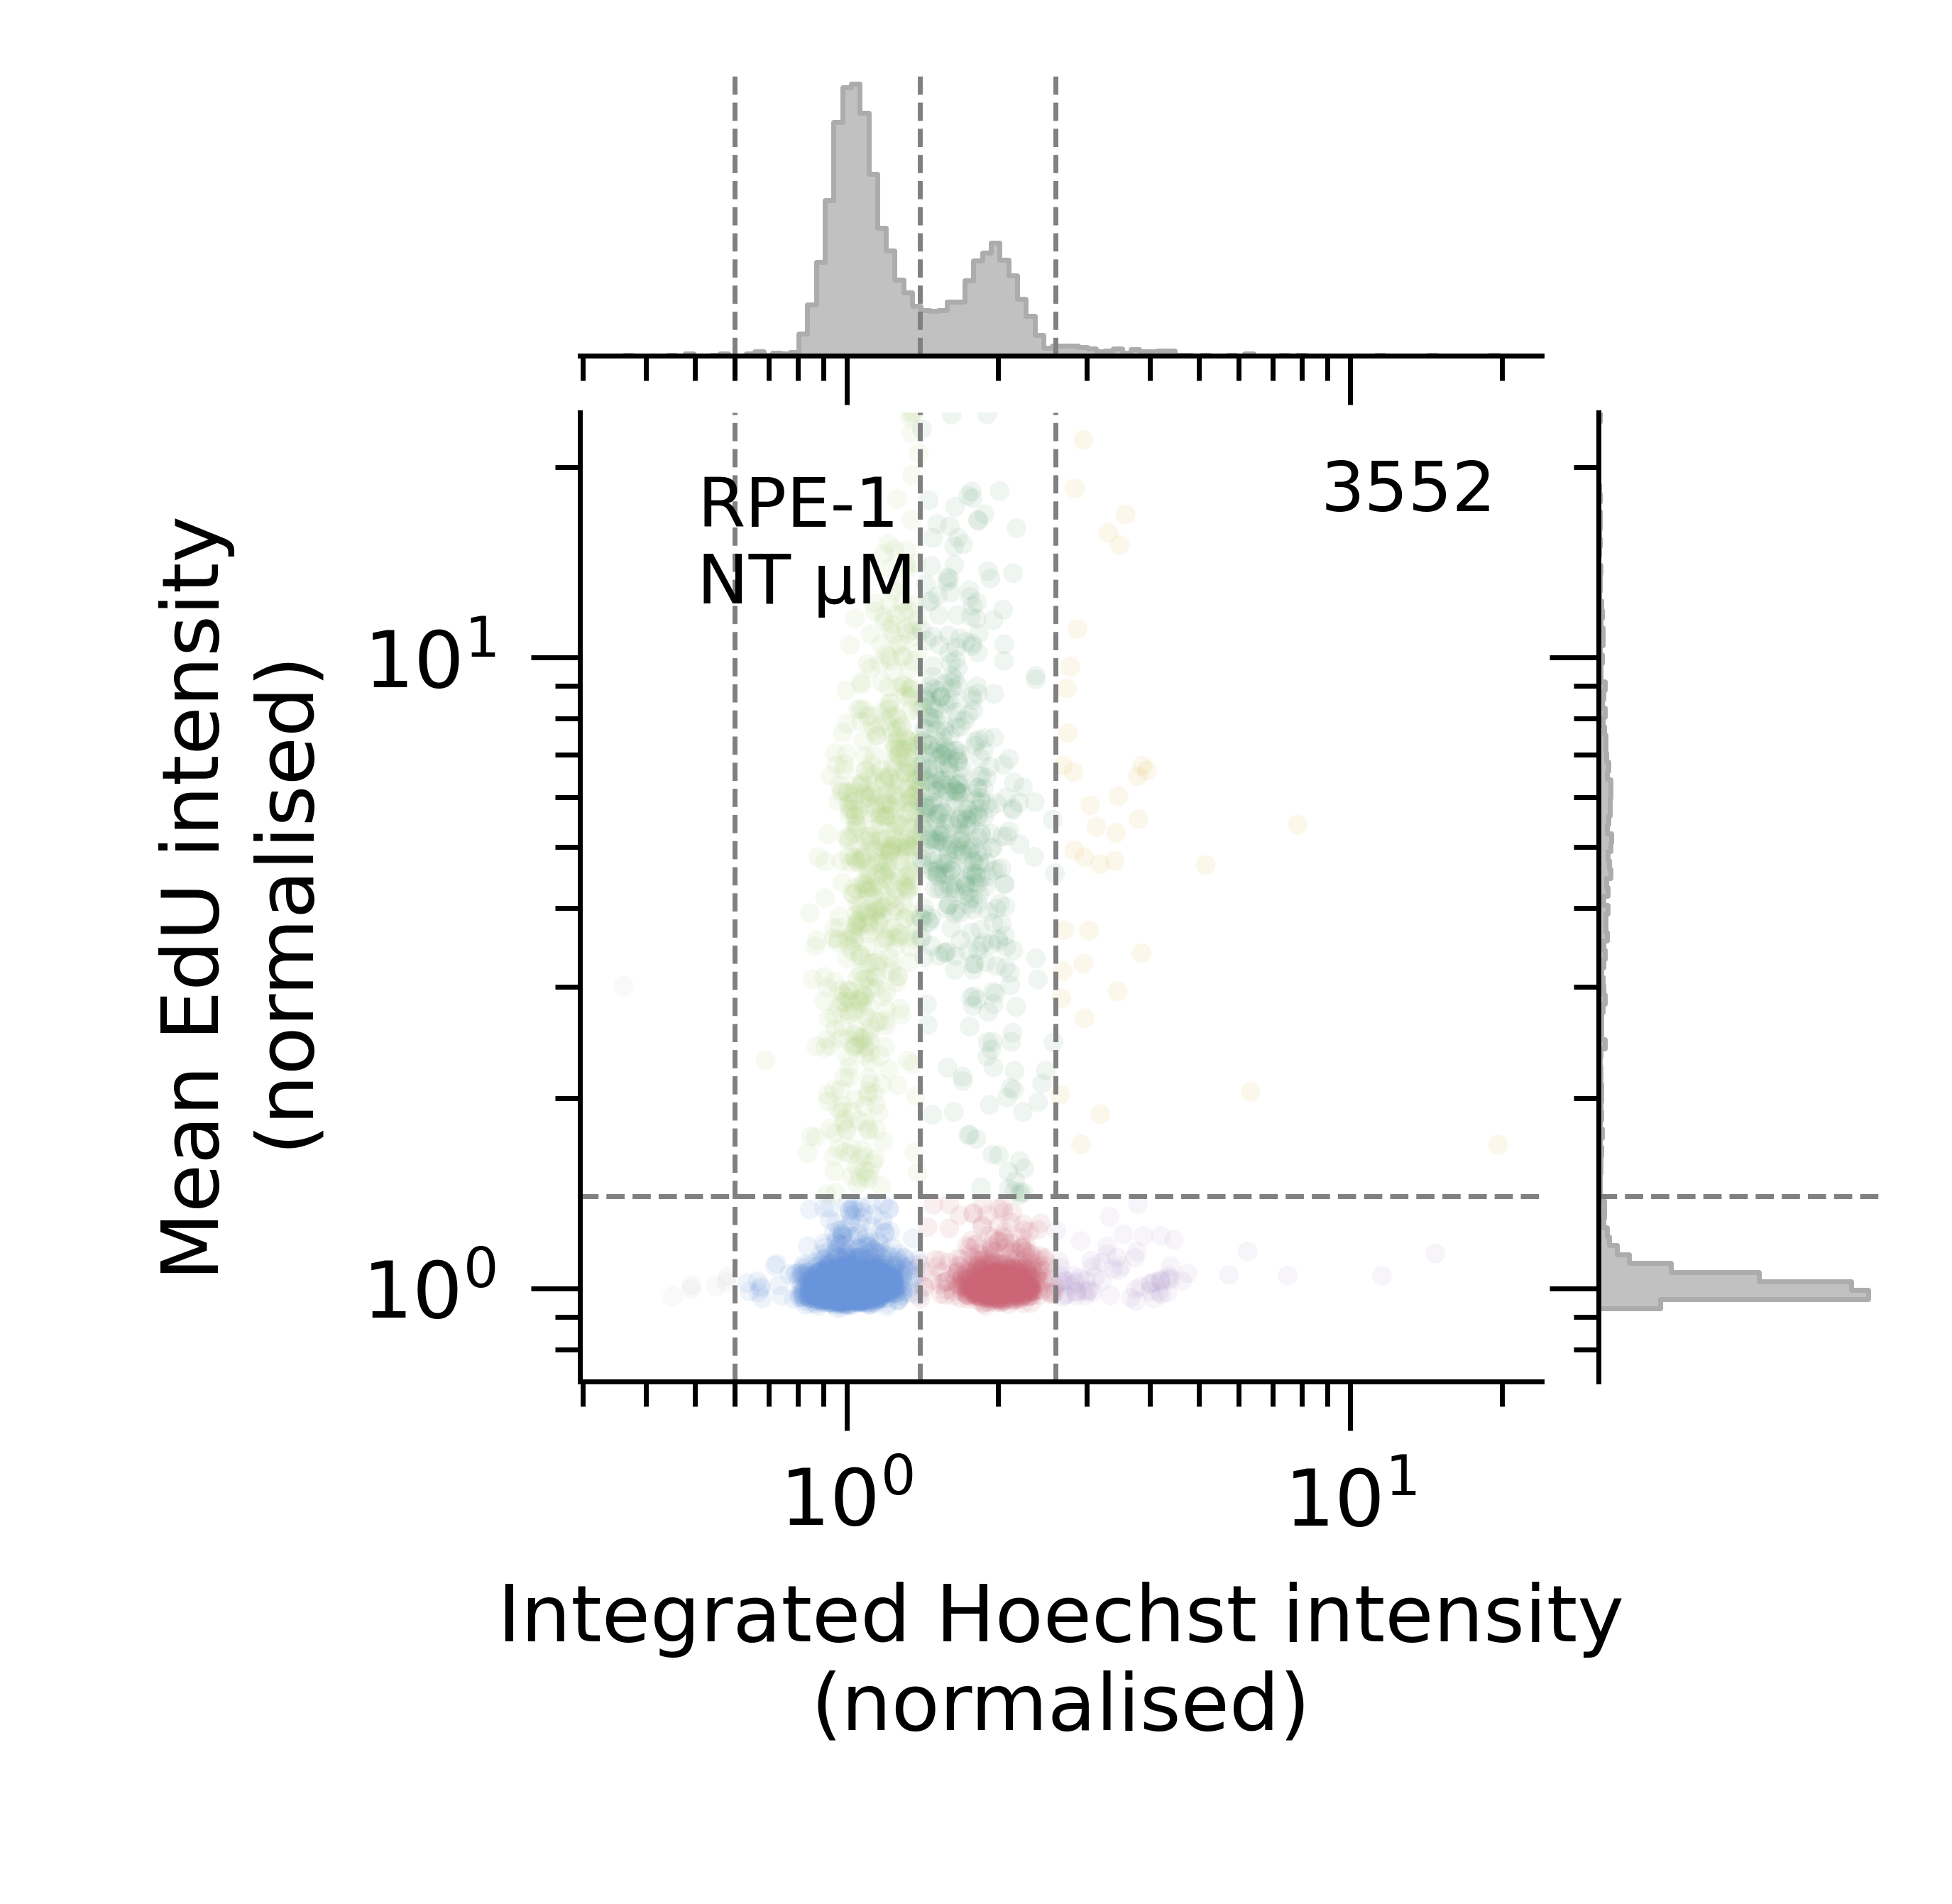 RPE-1
NT µM
3552
Mean EdU intensity
(normalised)
10¹
10⁰
10⁰
10¹
Integrated Hoechst intensity
(normalised)